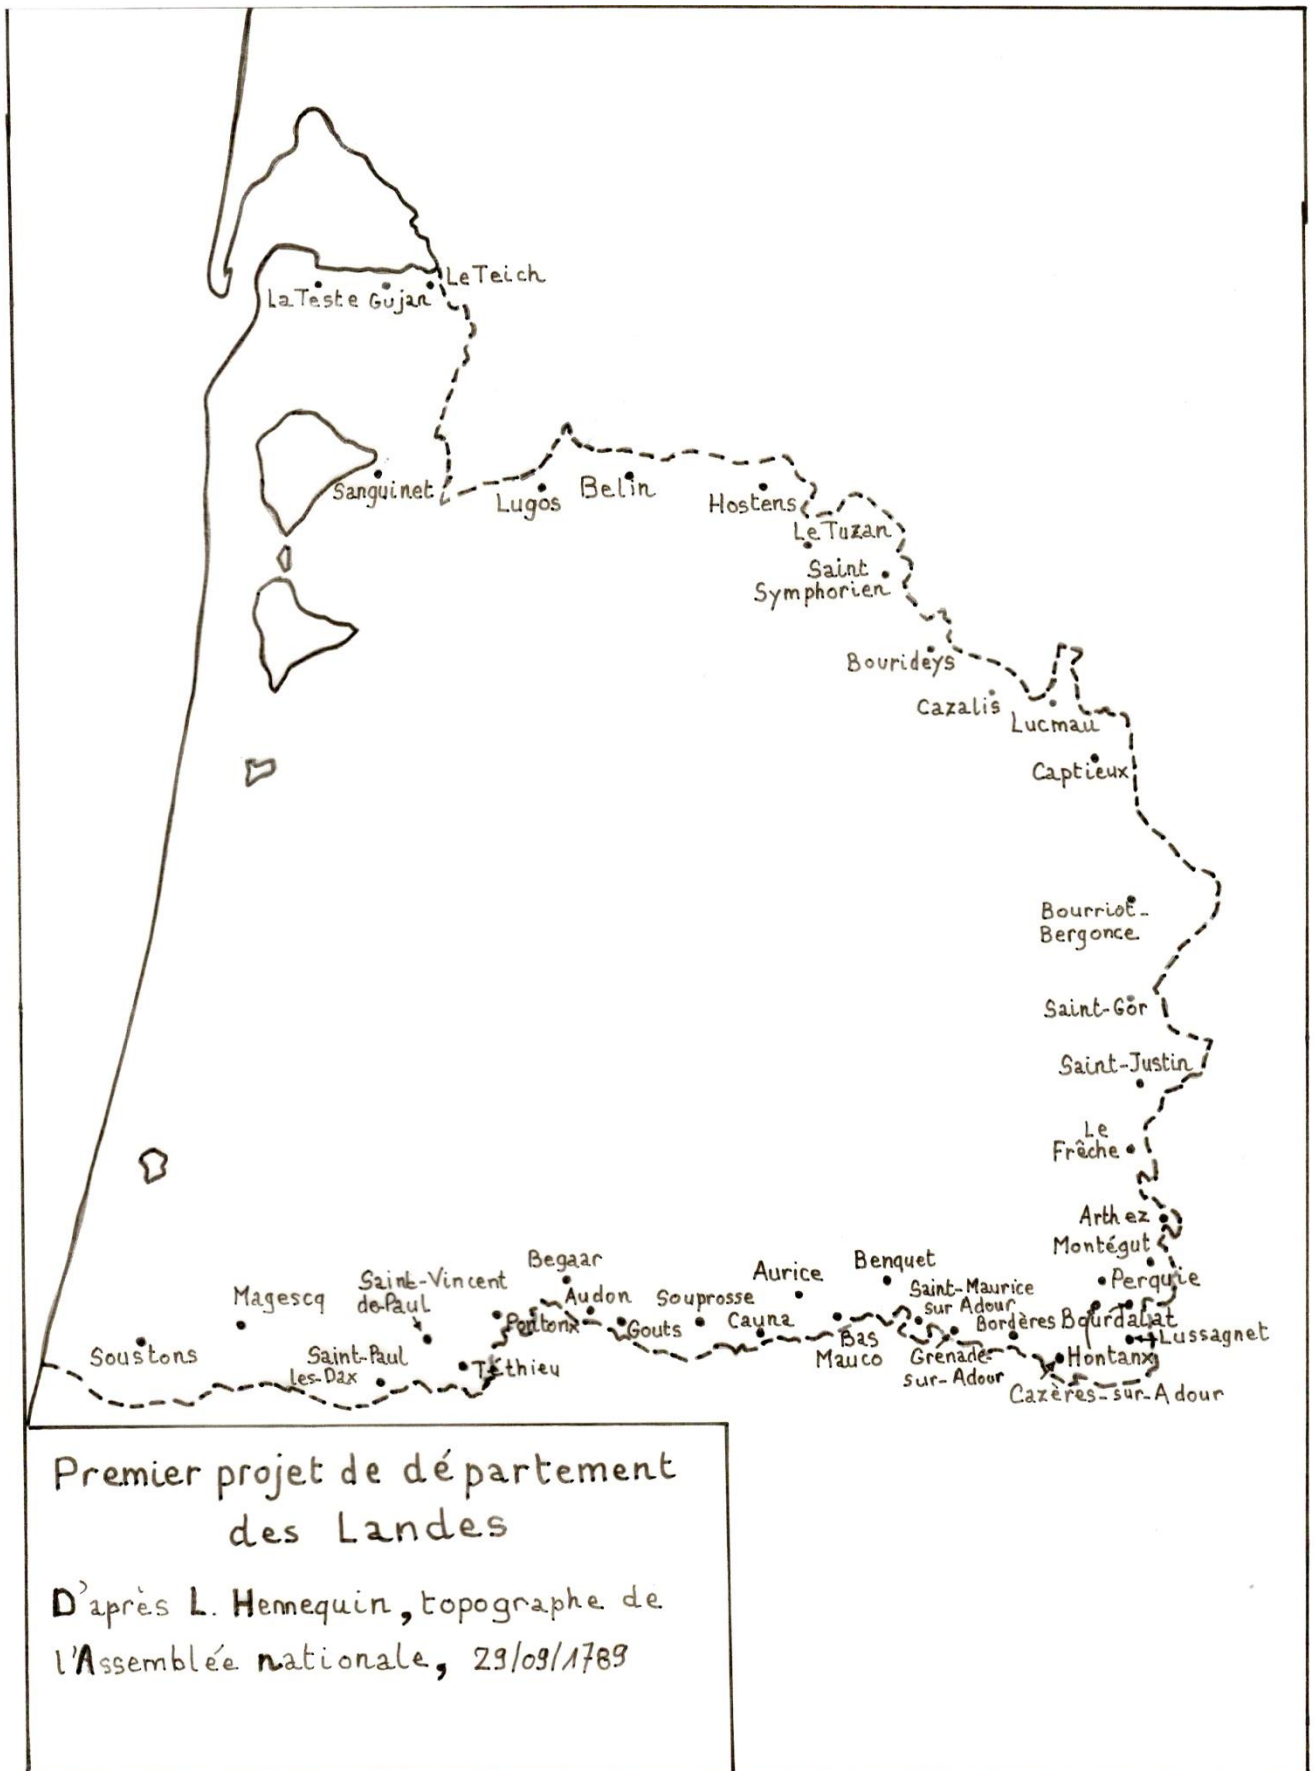 Le Teich
La Teste Gujan
Sanguinet
Lugos
Belin
Hostens
Le Tuzan
Saint
Symphorien
Bourideys
Cazalis
Lucmau
Captieux
Bourriot-
Bergonce
Saint-Gor
Saint-Justin
Le
Frêche
Arthez
Montégut
Perquie
Bourdalat
Lussagnet
Hontanx
Cazères-sur-Adour
Bordères
Saint-Maurice
sur Adour
Grenade-
sur-Adour
Benquet
Bas
Mauco
Aurice
Cauna
Souprosse
Gouts
Audon
Begaar
Pontonx
Téthieu
Saint-Vincent
de-Paul
Saint-Paul
les-Dax
Magescq
Soustons
Premier projet de département
des Landes
D'après L. Hennequin, topographe de
l'Assemblée nationale, 29/09/1789